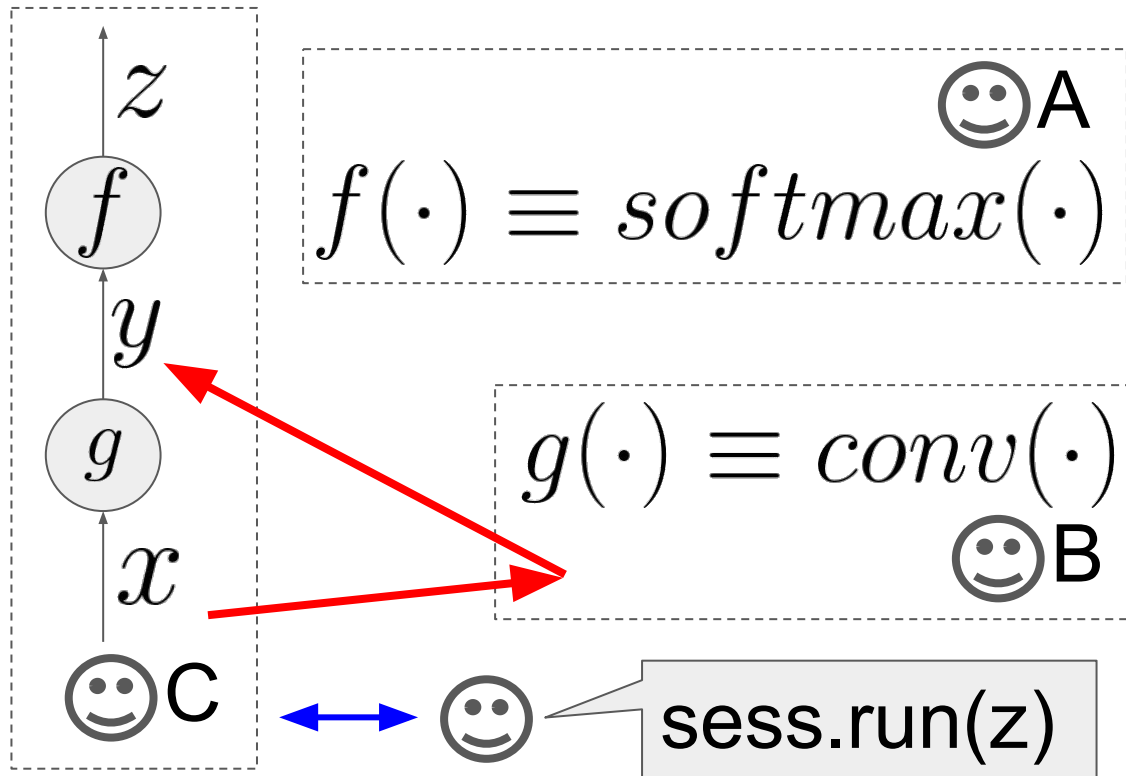 z
f
y
g
x
C
A
f(·) ≡ softmax(·)
g(·) ≡ conv(·)
B
sess.run(z)